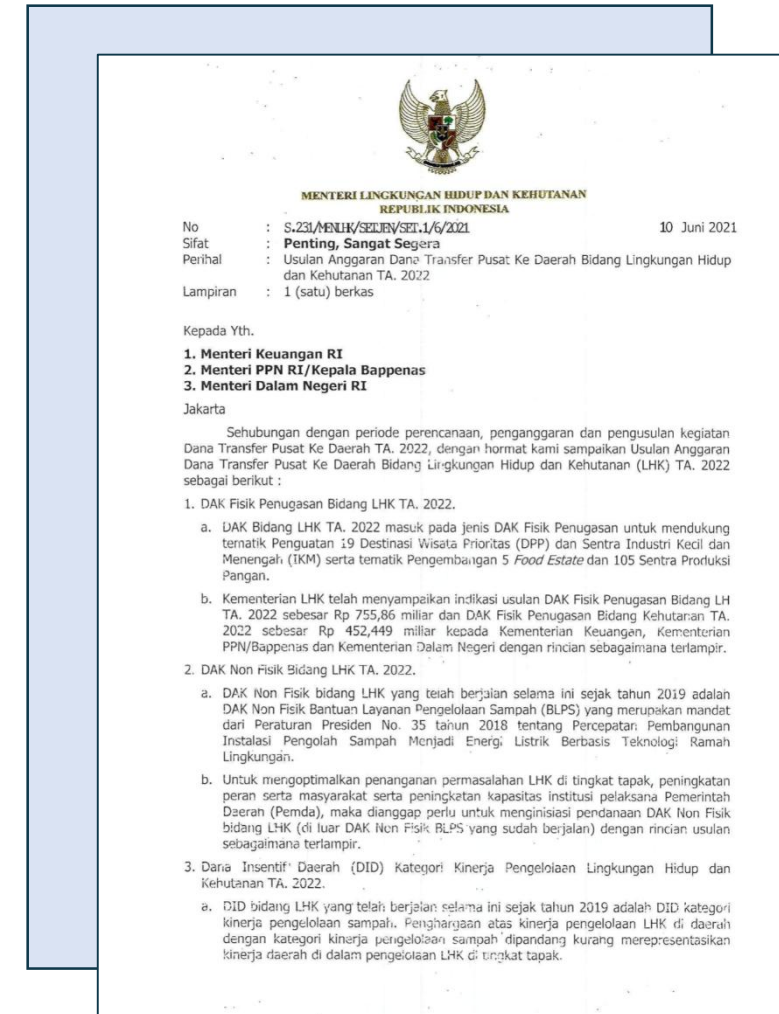 MENTERI LINGKUNGAN HIDUP DAN KEHUTANAN
REPUBLIK INDONESIA
No : S.231/MENLHK/SETJEN/SET.1/6/2021 10 Juni 2021
Sifat : Penting, Sangat Segera
Perihal : Usulan Anggaran Dana Transfer Pusat Ke Daerah Bidang Lingkungan Hidup
dan Kehutanan TA. 2022
Lampiran : 1 (satu) berkas
Kepada Yth.
1. Menteri Keuangan RI
2. Menteri PPN RI/Kepala Bappenas
3. Menteri Dalam Negeri RI
Jakarta
Sehubungan dengan periode perencanaan, penganggaran dan pengusulan kegiatan
Dana Transfer Pusat Ke Daerah TA. 2022, dengan hormat kami sampaikan Usulan Anggaran
Dana Transfer Pusat Ke Daerah Bidang Lingkungan Hidup dan Kehutanan (LHK) TA. 2022
sebagai berikut :
1. DAK Fisik Penugasan Bidang LHK TA. 2022.
a. DAK Bidang LHK TA. 2022 masuk pada jenis DAK Fisik Penugasan untuk mendukung
tematik Penguatan 19 Destinasi Wisata Prioritas (DPP) dan Sentra Industri Kecil dan
Menengah (IKM) serta tematik Pengembangan 5 Food Estate dan 105 Sentra Produksi
Pangan.
b. Kementerian LHK telah menyampaikan indikasi usulan DAK Fisik Penugasan Bidang LH
TA. 2022 sebesar Rp 755,86 miliar dan DAK Fisik Penugasan Bidang Kehutanan TA.
2022 sebesar Rp 452,449 miliar kepada Kementerian Keuangan, Kementerian
PPN/Bappenas dan Kementerian Dalam Negeri dengan rincian sebagaimana terlampir.
2. DAK Non Fisik Bidang LHK TA. 2022.
a. DAK Non Fisik bidang LHK yang telah berjalan selama ini sejak tahun 2019 adalah
DAK Non Fisik Bantuan Layanan Pengelolaan Sampah (BLPS) yang merupakan mandat
dari Peraturan Presiden No. 35 tahun 2018 tentang Percepatan Pembangunan
Instalasi Pengolah Sampah Menjadi Energi Listrik Berbasis Teknologi Ramah
Lingkungan.
b. Untuk mengoptimalkan penanganan permasalahan LHK di tingkat tapak, peningkatan
peran serta masyarakat serta peningkatan kapasitas institusi pelaksana Pemerintah
Daerah (Pemda), maka dianggap perlu untuk menginisiasi pendanaan DAK Non Fisik
bidang LHK (di luar DAK Non Fisik BLPS yang sudah berjalan) dengan rincian usulan
sebagaimana terlampir.
3. Dana Insentif Daerah (DID) Kategori Kinerja Pengelolaan Lingkungan Hidup dan
Kehutanan TA. 2022.
a. DID bidang LHK yang telah berjalan selama ini sejak tahun 2019 adalah DID kategori
kinerja pengelolaan sampah. Penghargaan atas kinerja pengelolaan LHK di daerah
dengan kategori kinerja pengelolaan sampah dipandang kurang merepresentasikan
kinerja daerah di dalam pengelolaan LHK di tingkat tapak.